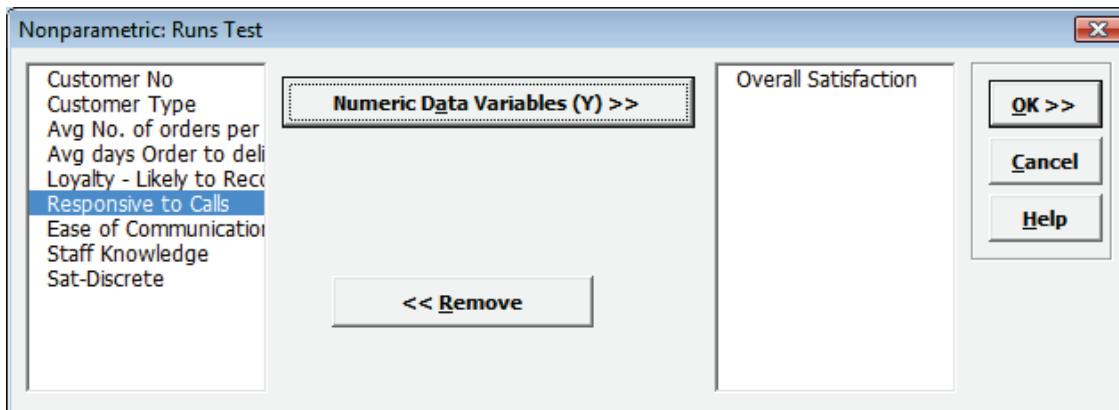 Nonparametric: Runs Test
Customer No
Customer Type
Avg No. of orders per
Avg days Order to deli
Loyalty - Likely to Reco
Responsive to Calls
Ease of Communication
Staff Knowledge
Sat-Discrete
Numeric Data Variables (Y) >>
<< Remove
Overall Satisfaction
OK >>
Cancel
Help